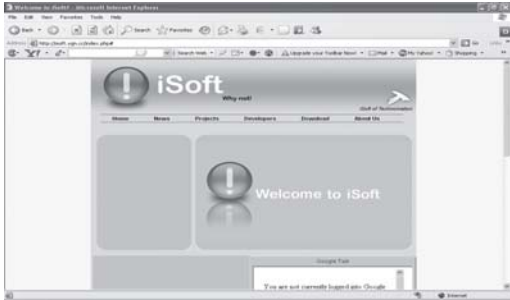 Welcome to iSoft! - Microsoft Internet Explorer
File Edit View Favorites Tools Help
Back Search Favorites
Search Web Mail My Yahoo! Shopping
iSoft
Why not!
Home News Projects Developers Download About Us
Welcome to iSoft
Google Talk
You are not currently logged into Google
Internet